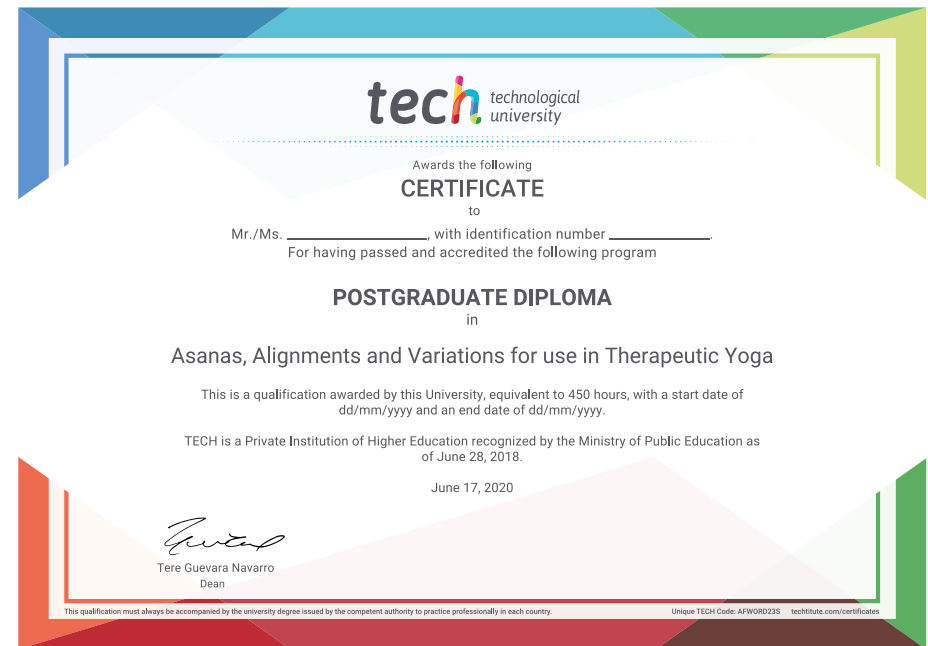 tech technological
university
Awards the following
CERTIFICATE
to
Mr./Ms. ____________________, with identification number ______________.
For having passed and accredited the following program
POSTGRADUATE DIPLOMA
in
Asanas, Alignments and Variations for use in Therapeutic Yoga
This is a qualification awarded by this University, equivalent to 450 hours, with a start date of
dd/mm/yyyy and an end date of dd/mm/yyyy.
TECH is a Private Institution of Higher Education recognized by the Ministry of Public Education as
of June 28, 2018.
June 17, 2020
Tere Guevara Navarro
Dean
This qualification must always be accompanied by the university degree issued by the competent authority to practice professionally in each country. Unique TECH Code: AFWORD23S techtitute.com/certificates